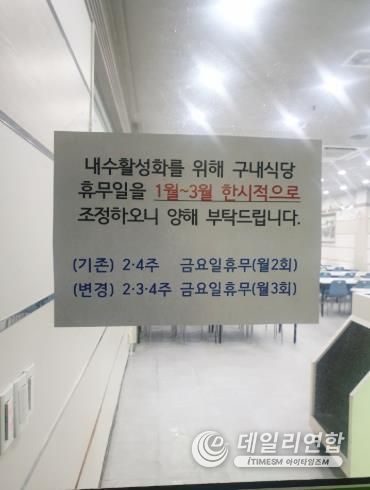 내수활성화를 위해 구내식당
휴무일을 1월~3월 한시적으로
조정하오니 양해 부탁드립니다.
(기존) 2·4주 금요일휴무(월2회)
(변경) 2·3·4주 금요일휴무(월3회)
데일리연합
iTIMESM 아이타임즈M